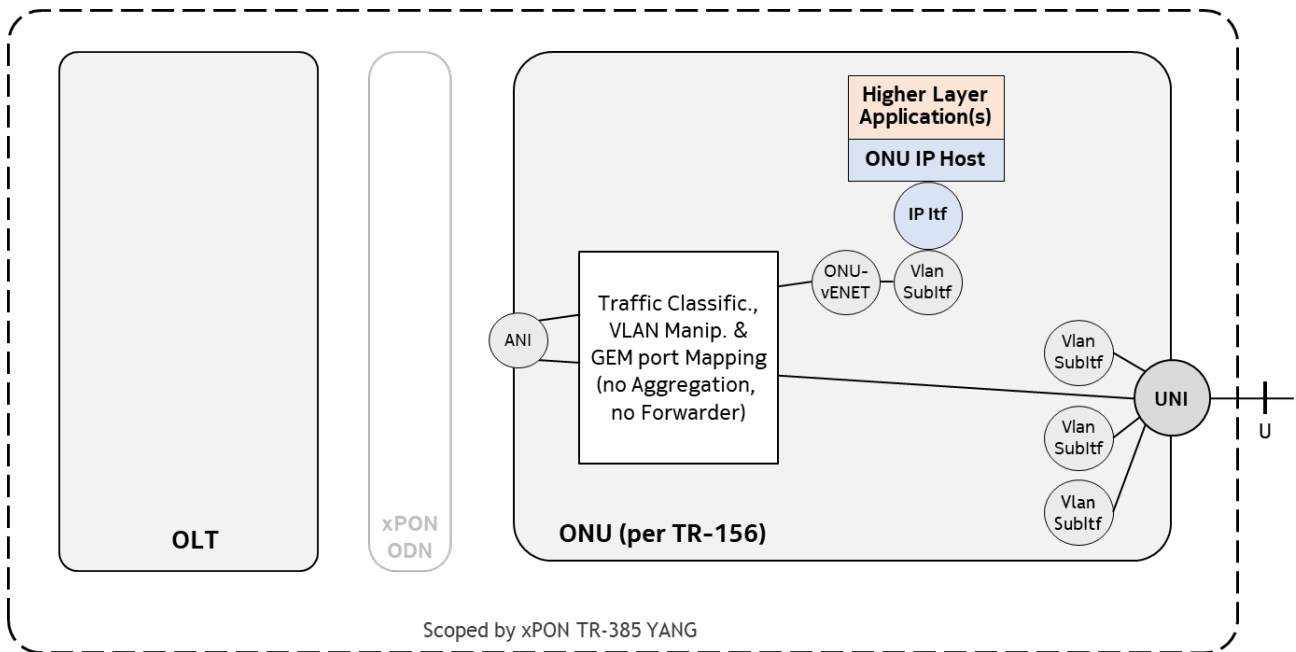 Higher Layer
Application(s)
ONU IP Host
IP Itf
ONU-
vENET
Vlan
SubItf
Traffic Classific.,
VLAN Manip. &
GEM port Mapping
(no Aggregation,
no Forwarder)
ANI
Vlan
SubItf
UNI
U
Vlan
SubItf
Vlan
SubItf
OLT
xPON
ODN
ONU (per TR-156)
Scoped by xPON TR-385 YANG